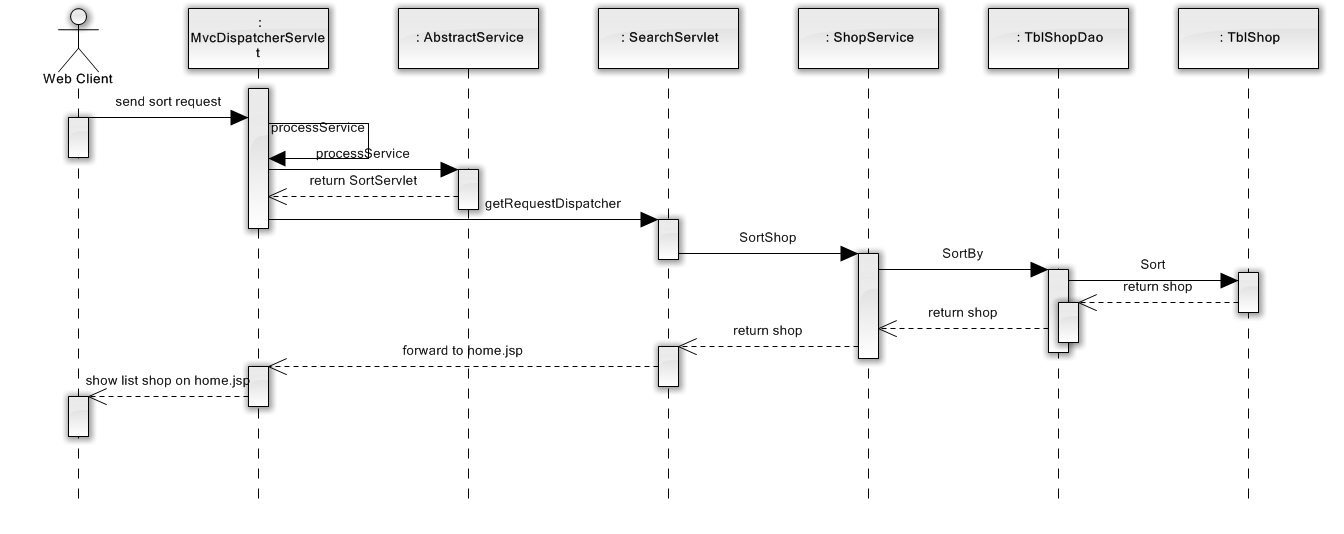 :
MvcDispatcherServle
t
: AbstractService
: SearchServlet
: ShopService
: TblShopDao
: TblShop
Web Client
send sort request
processService
processService
return SortServlet
getRequestDispatcher
SortShop
SortBy
Sort
return shop
return shop
return shop
forward to home.jsp
show list shop on home.jsp